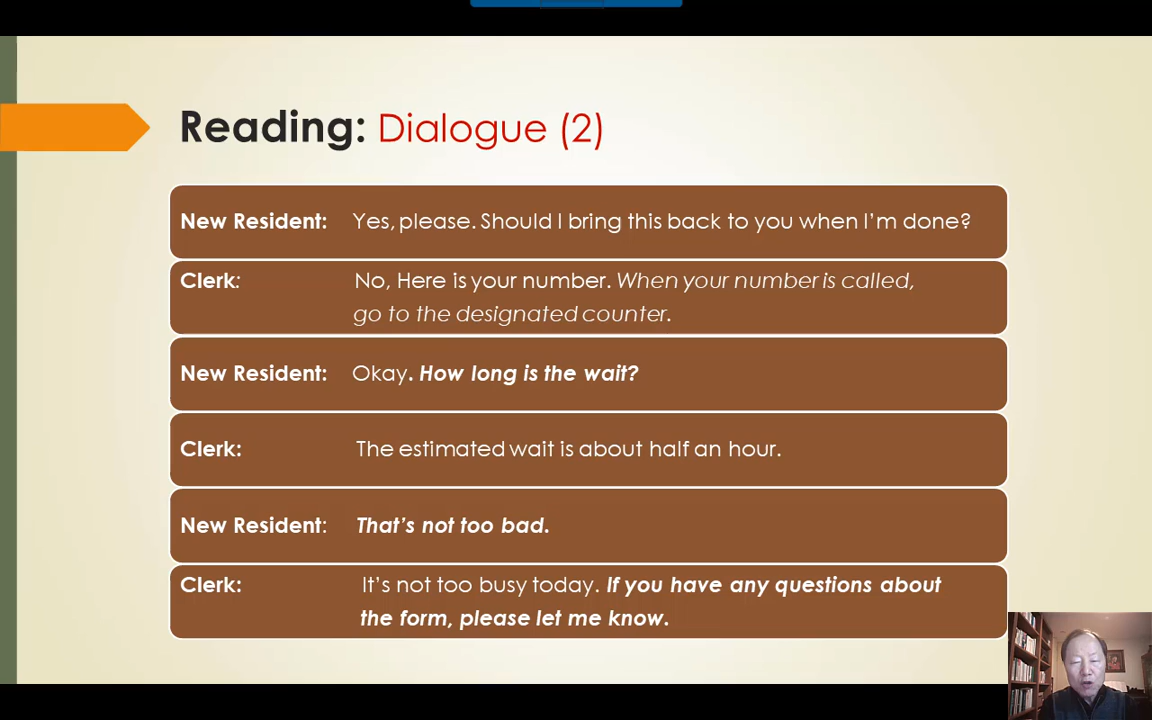 Reading: Dialogue (2)
New Resident: Yes, please. Should I bring this back to you when I’m done?
Clerk: No, Here is your number. When your number is called,
go to the designated counter.
New Resident: Okay. How long is the wait?
Clerk: The estimated wait is about half an hour.
New Resident: That’s not too bad.
Clerk: It’s not too busy today. If you have any questions about
the form, please let me know.